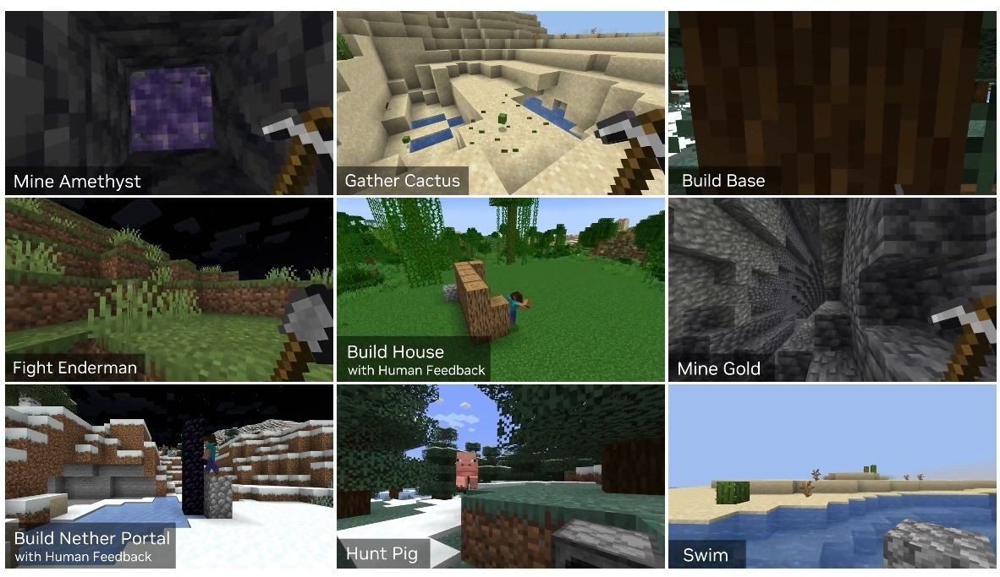 Mine Amethyst
Gather Cactus
Build Base
Fight Enderman
Build House
with Human Feedback
Mine Gold
Build Nether Portal
with Human Feedback
Hunt Pig
Swim